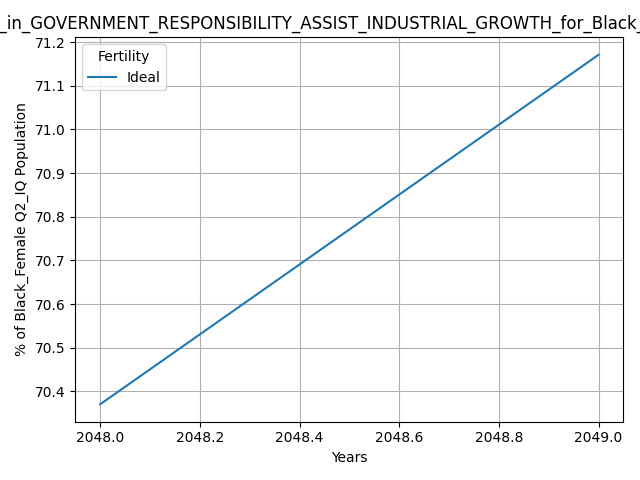 _in_GOVERNMENT_RESPONSIBILITY_ASSIST_INDUSTRIAL_GROWTH_for_Black_
71.2
71.1
71.0
70.9
70.8
70.7
70.6
70.5
70.4
% of Black_Female Q2_IQ Population
Fertility
Ideal
2048.0 2048.2 2048.4 2048.6 2048.8 2049.0
Years